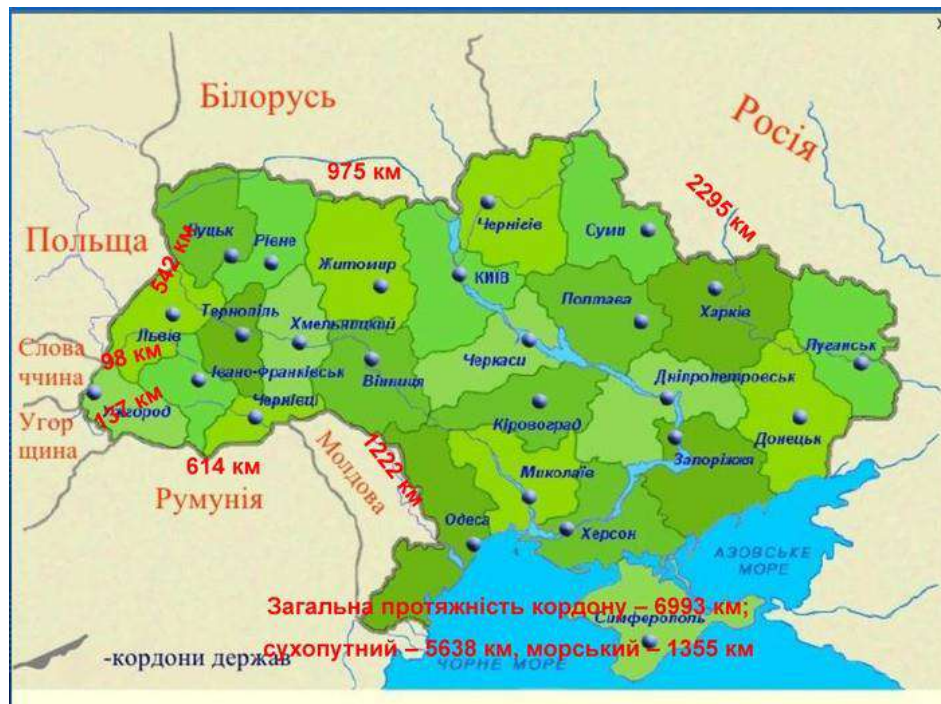 Білорусь
Росія
975 км
2295 км
Чернігів
Суми
Луцьк
Рівне
Польща
542 км
Житомир
КИЇВ
Полтава
Харків
Тернопіль
Хмельницкий
Львів
Черкаси
Луганськ
Слова
ччина
98 км
Івано-Франківськ
Вінниця
Дніпропетровськ
137 км
Ужгород
Чернівці
Кіровоград
Донецьк
Угор
щина
614 км
Молдова
1222 км
Миколаїв
Запоріжжя
Румунія
Одеса
Херсон
АЗОВСЬКЕ
МОРЕ
Загальна протяжність кордону – 6993 км;
Симферополь
сухопутний – 5638 км, морський – 1355 км
-кордони держав
ЧОРНЕ МОРЕ